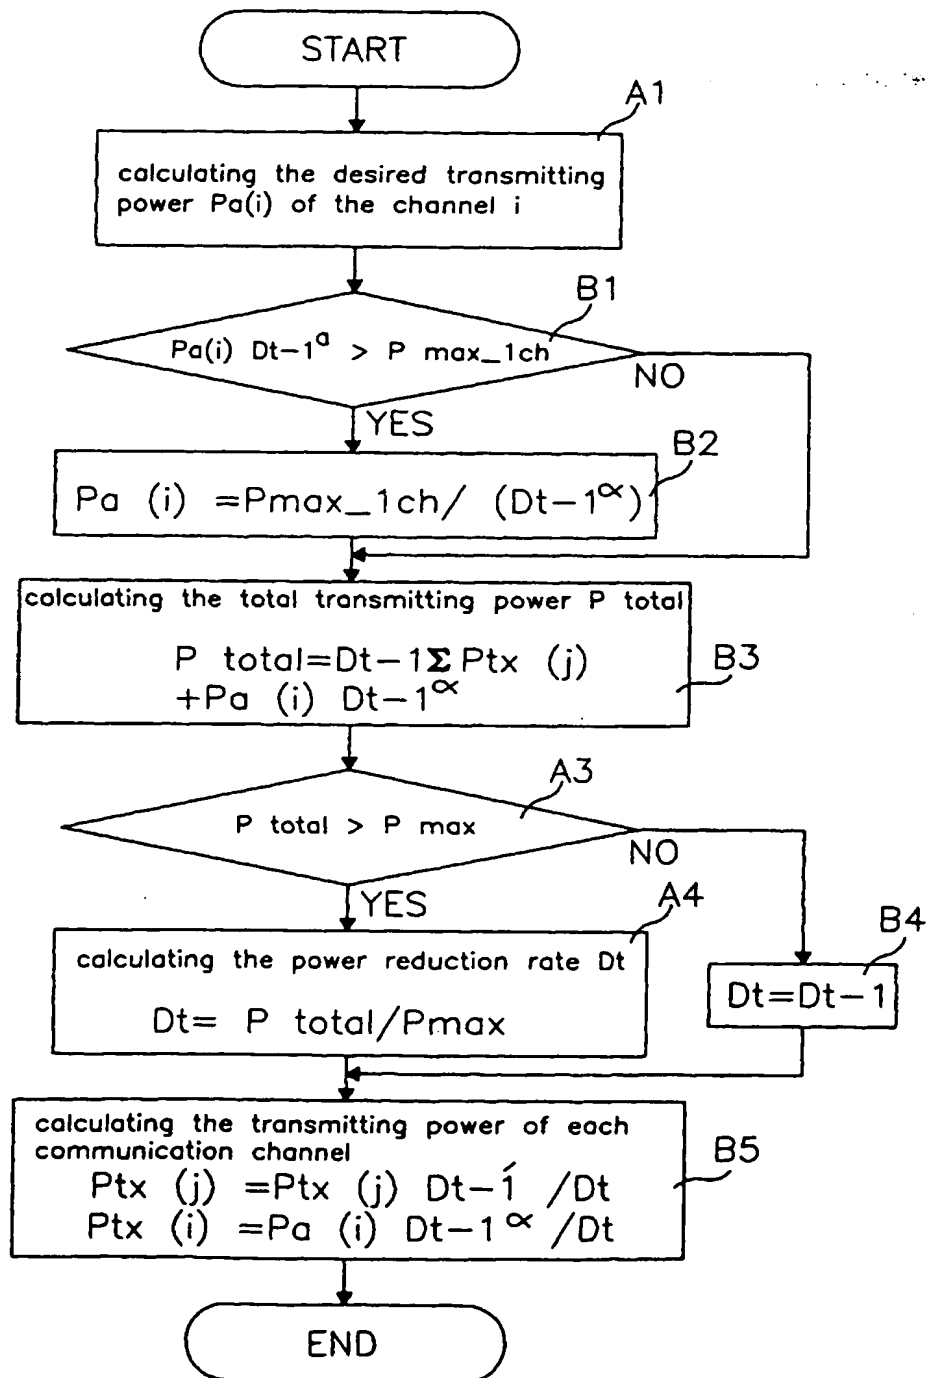 START
A1
calculating the desired transmitting
power Pa(i) of the channel i
B1
Pa(i) Dt-1^a > P max_1ch
NO
YES
B2
Pa (i) =Pmax_1ch/ (Dt-1^∝)
calculating the total transmitting power P total
P total=Dt-1Σ Ptx (j)
+Pa (i) Dt-1^∝
B3
A3
P total > P max
NO
YES
A4
B4
calculating the power reduction rate Dt
Dt= P total/Pmax
Dt=Dt-1
calculating the transmitting power of each
communication channel
B5
Ptx (j) =Ptx (j) Dt-1 /Dt
Ptx (i) =Pa (i) Dt-1^∝ /Dt
END